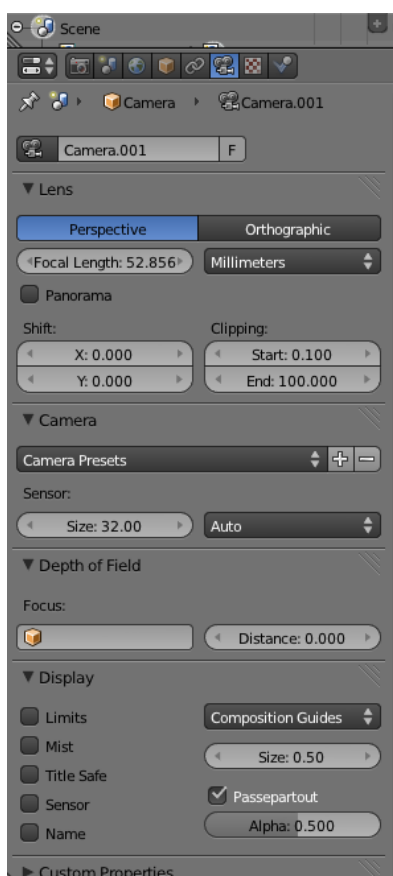 Scene
Camera Camera.001
Camera.001 F
Lens
Perspective Orthographic
Focal Length: 52.856 Millimeters
Panorama
Shift: Clipping:
X: 0.000 Start: 0.100
Y: 0.000 End: 100.000
Camera
Camera Presets
Sensor:
Size: 32.00 Auto
Depth of Field
Focus:
Distance: 0.000
Display
Limits Composition Guides
Mist Size: 0.50
Title Safe
Passepartout
Sensor
Alpha: 0.500
Name
Custom Properties